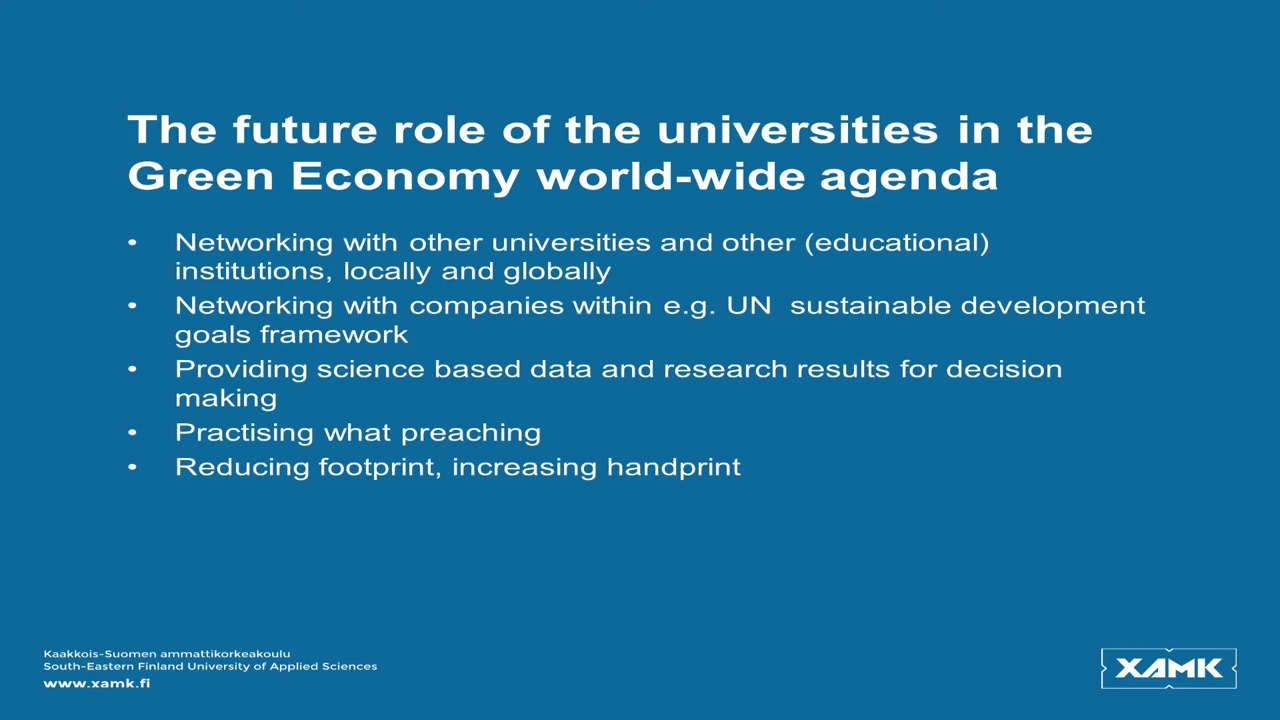 The future role of the universities in the
Green Economy world-wide agenda
• Networking with other universities and other (educational)
institutions, locally and globally
• Networking with companies within e.g. UN  sustainable development
goals framework
• Providing science based data and research results for decision
making
• Practising what preaching
• Reducing footprint, increasing handprint
Kaakkois-Suomen ammattikorkeakoulu
South-Eastern Finland University of Applied Sciences
www.xamk.fi
XAMK